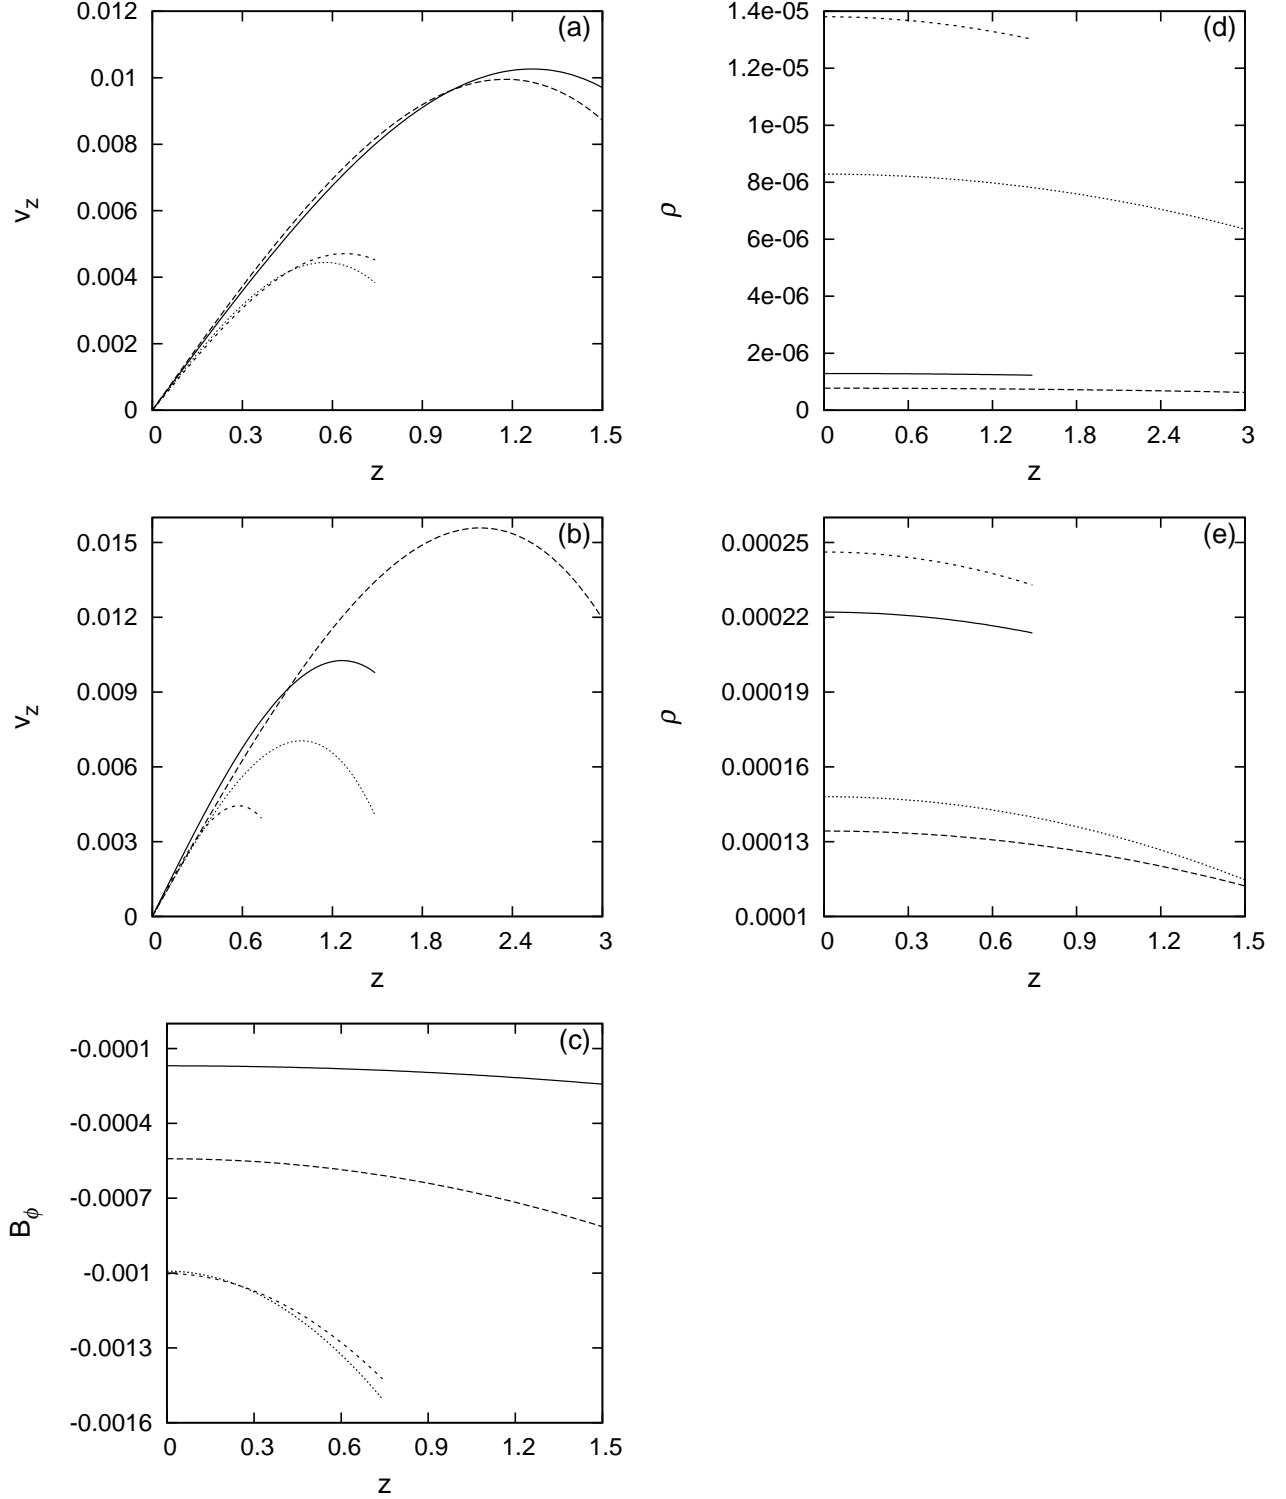 (a)
0.012
0.01
0.008
0.006
0.004
0.002
0
v_z
0 0.3 0.6 0.9 1.2 1.5
z
(d)
1.4e-05
1.2e-05
1e-05
8e-06
6e-06
4e-06
2e-06
0
ρ
0 0.6 1.2 1.8 2.4 3
z
(b)
0.015
0.012
0.009
0.006
0.003
0
v_z
0 0.6 1.2 1.8 2.4 3
z
(e)
0.00025
0.00022
0.00019
0.00016
0.00013
0.0001
ρ
0 0.3 0.6 0.9 1.2 1.5
z
(c)
-0.0001
-0.0004
-0.0007
-0.001
-0.0013
-0.0016
B_ϕ
0 0.3 0.6 0.9 1.2 1.5
z